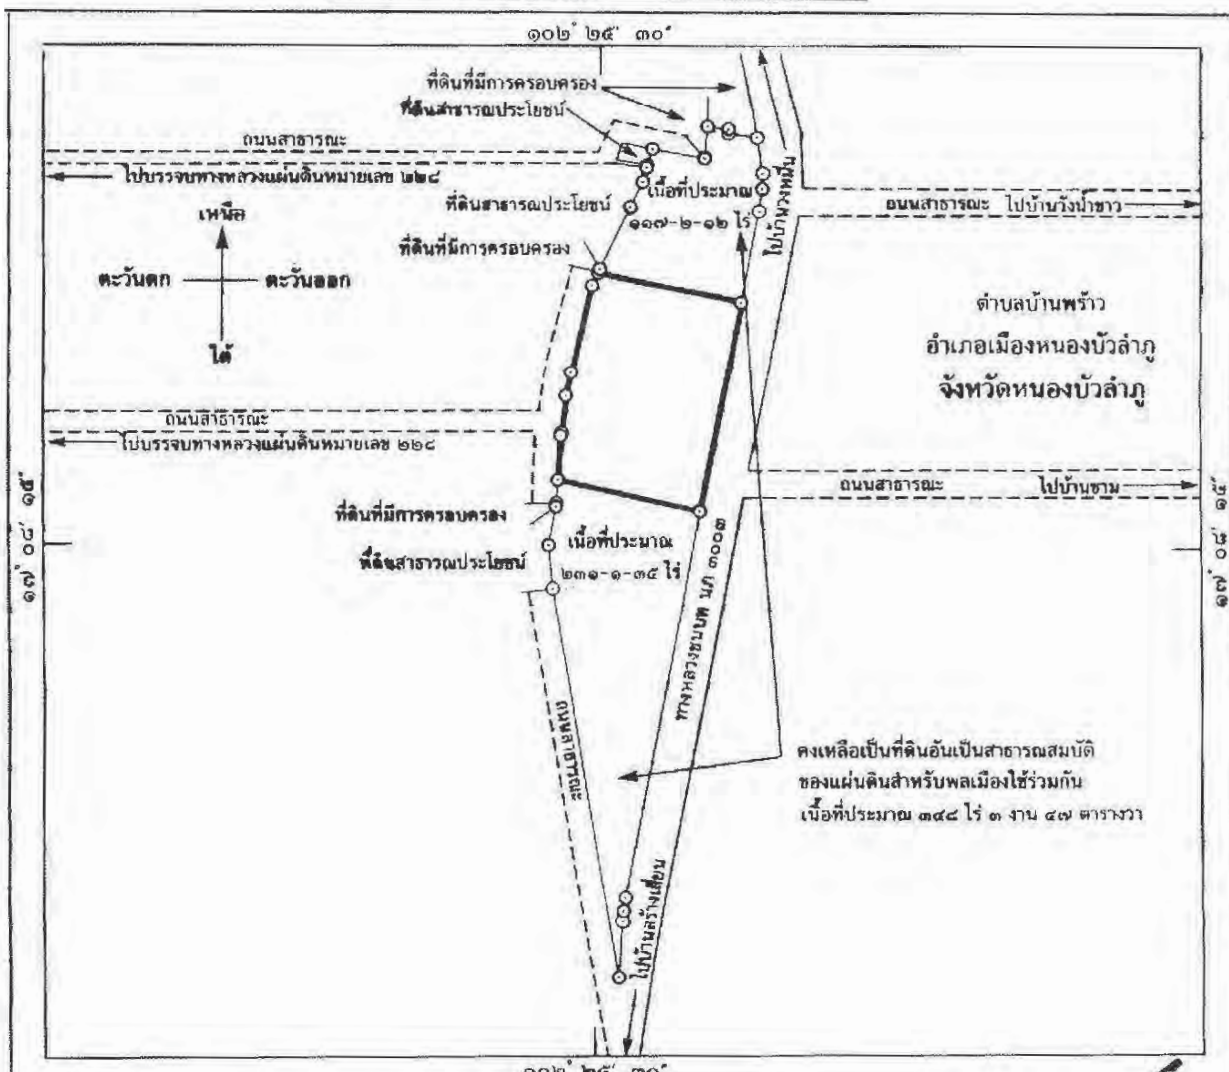 ๑๐๒° ๒๕' ๓๐"
ที่ดินที่มีการครอบครอง
ที่ดินสาธารณประโยชน์
ถนนสาธารณะ
ไปบรรจบทางหลวงแผ่นดินหมายเลข ๒๒๘
เนื้อที่ประมาณ
๑๑๗-๒-๑๒ ไร่
ที่ดินสาธารณประโยชน์
ไปบ้านวังหมื่น
ถนนสาธารณะ ไปบ้านวังน้ำขาว
เหนือ
ตะวันตก ตะวันออก
ใต้
ที่ดินที่มีการครอบครอง
ตำบลบ้านพร้าว
อำเภอเมืองหนองบัวลำภู
จังหวัดหนองบัวลำภู
ถนนสาธารณะ
ไปบรรจบทางหลวงแผ่นดินหมายเลข ๒๒๘
ถนนสาธารณะ ไปบ้านขาม
๑๗° ๐๘' ๑๕"
๑๗° ๐๘' ๑๕"
ที่ดินที่มีการครอบครอง
เนื้อที่ประมาณ
ที่ดินสาธารณประโยชน์
๒๓๑-๑-๓๕ ไร่
ทางหลวงชนบท นภ ๓๐๐๓
ถนนสาธารณะ
คงเหลือเป็นที่ดินอันเป็นสาธารณสมบัติ
ของแผ่นดินสำหรับพลเมืองใช้ร่วมกัน
เนื้อที่ประมาณ ๓๔๘ ไร่ ๓ งาน ๔๗ ตารางวา
ไปบ้านสร้างเสี่ยน
๑๐๒° ๒๕' ๓๐"